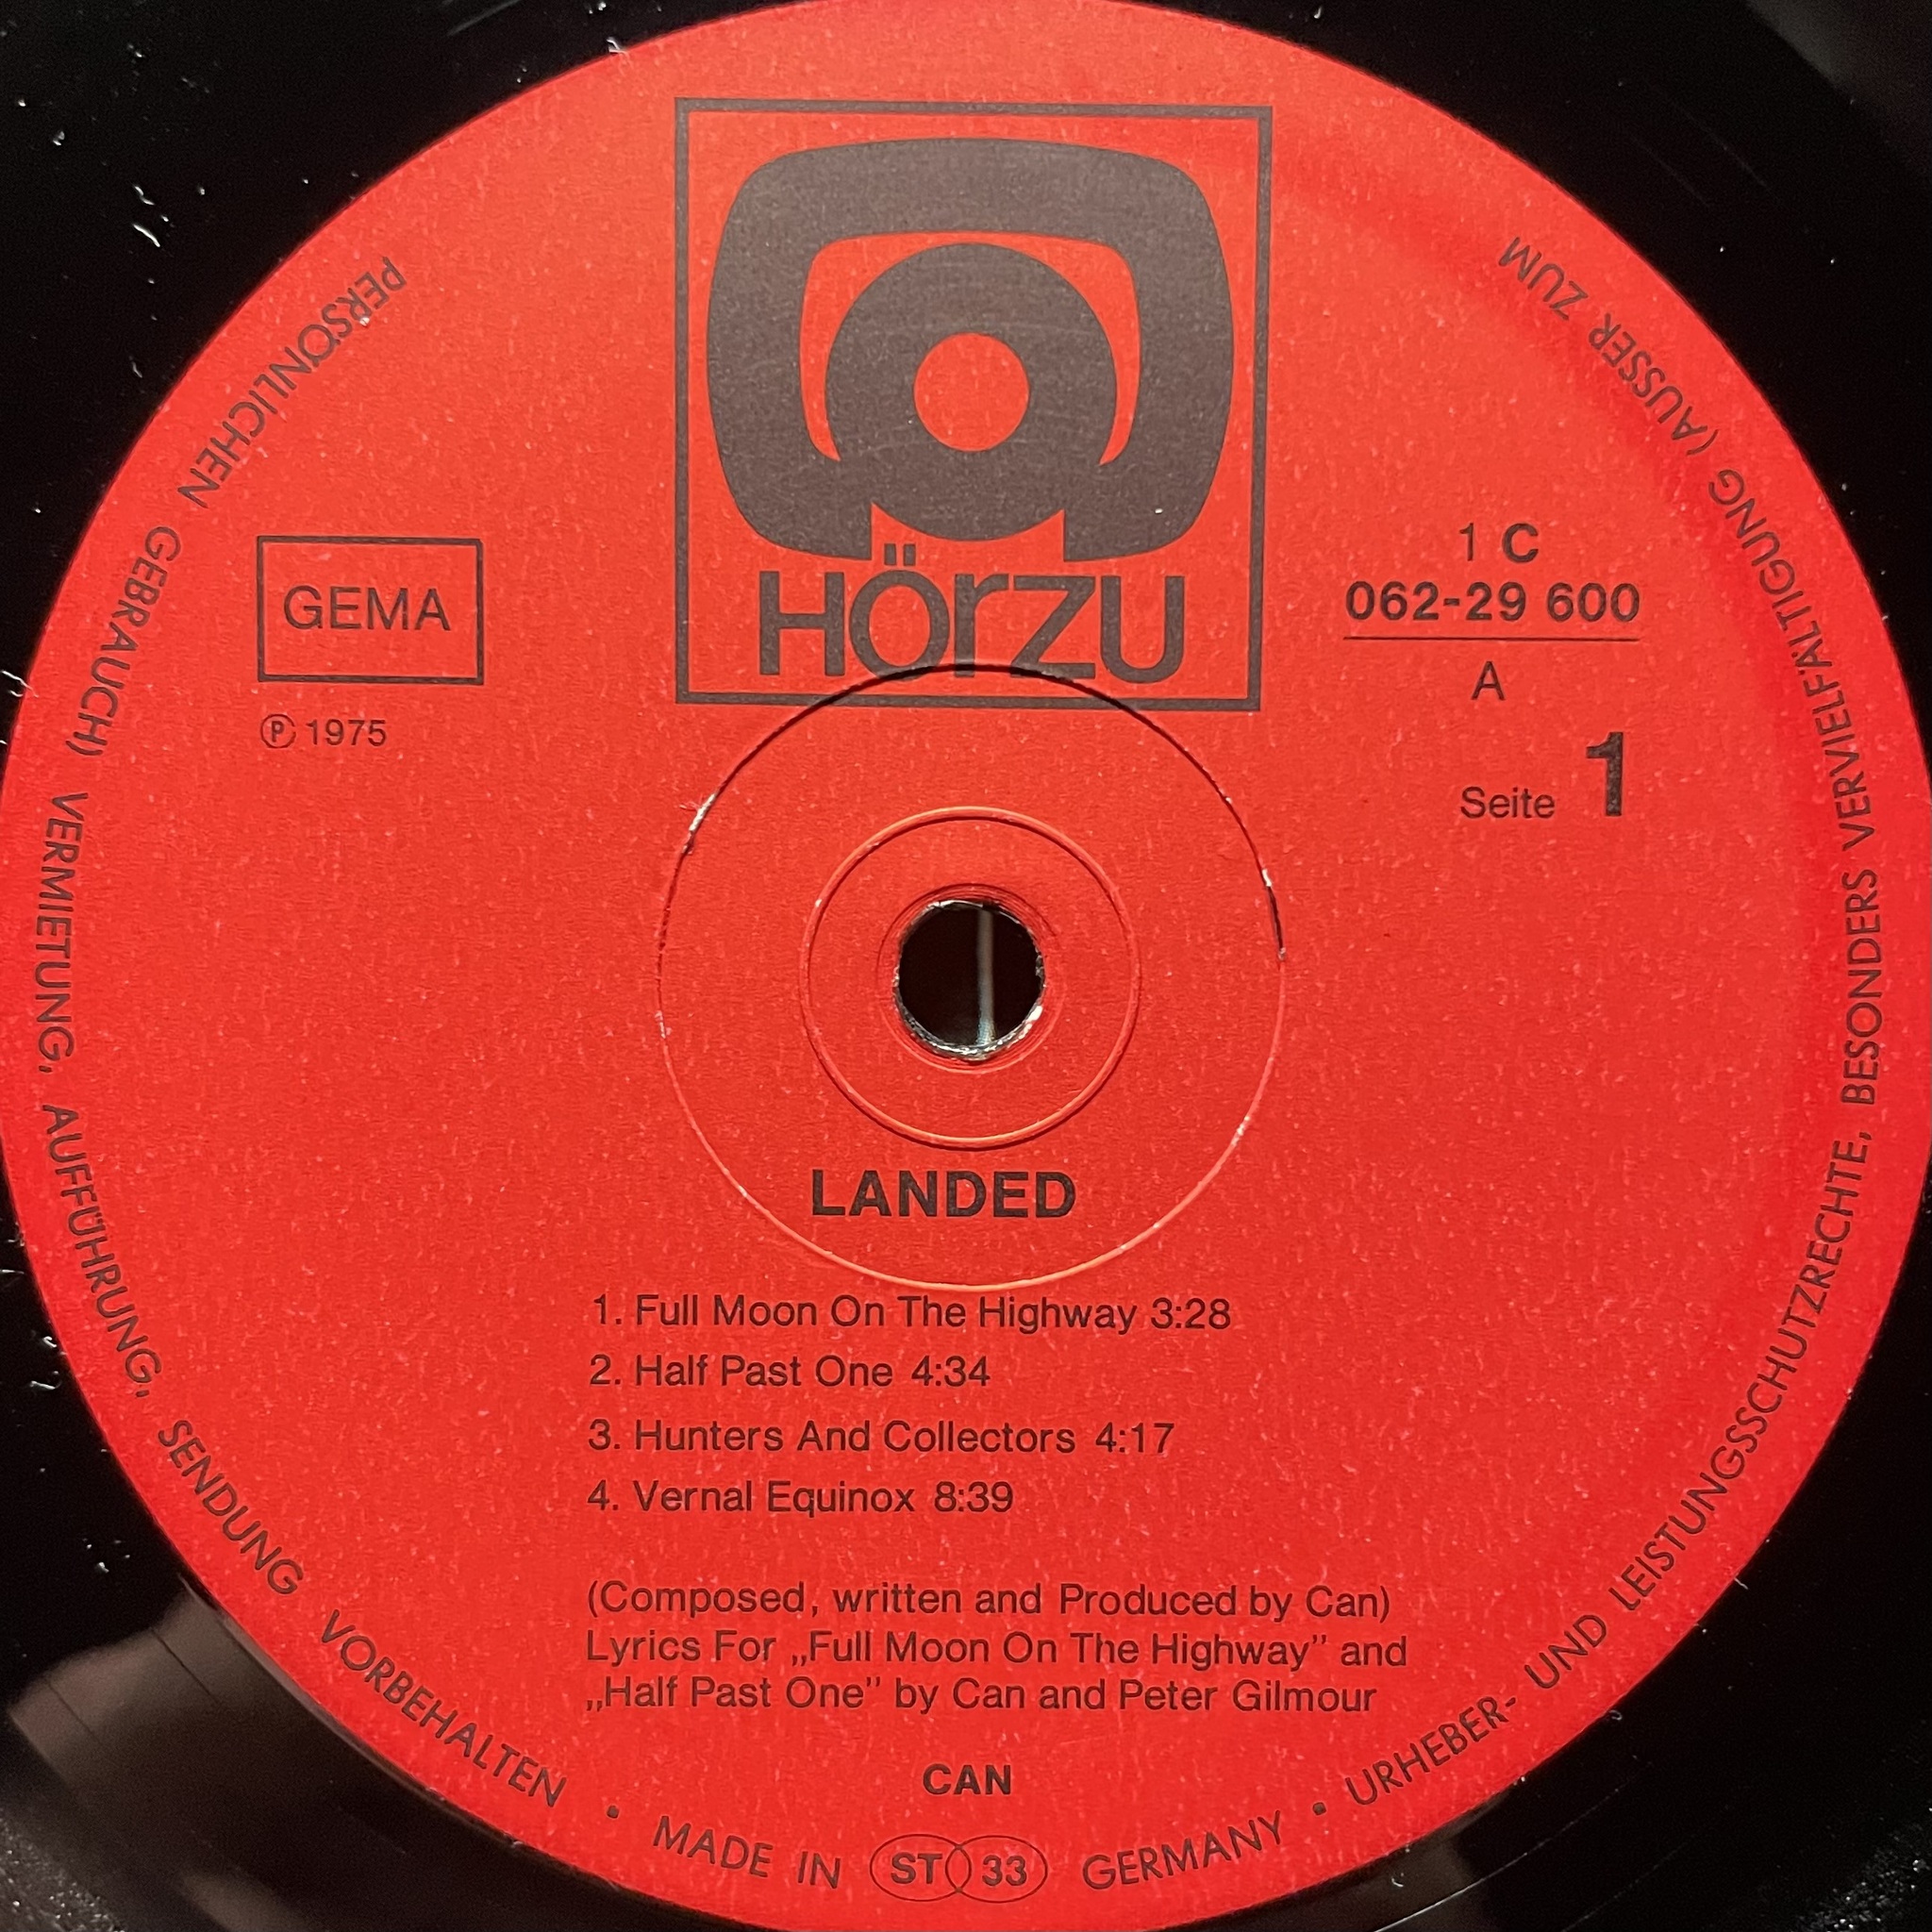 HÖRZU
GEMA
℗ 1975
1 C
062-29 600
A
Seite 1
LANDED
1. Full Moon On The Highway 3:28
2. Half Past One 4:34
3. Hunters And Collectors 4:17
4. Vernal Equinox 8:39
(Composed, written and Produced by Can)
Lyrics For „Full Moon On The Highway” and
„Half Past One” by Can and Peter Gilmour
CAN
MADE IN ST 33 GERMANY • URHEBER- UND LEISTUNGSSCHUTZRECHTE, BESONDERS VERVIELFÄLTIGUNG (AUSSER ZUM PERSÖNLICHEN GEBRAUCH) VERMIETUNG, AUFFÜHRUNG, SENDUNG VORBEHALTEN •